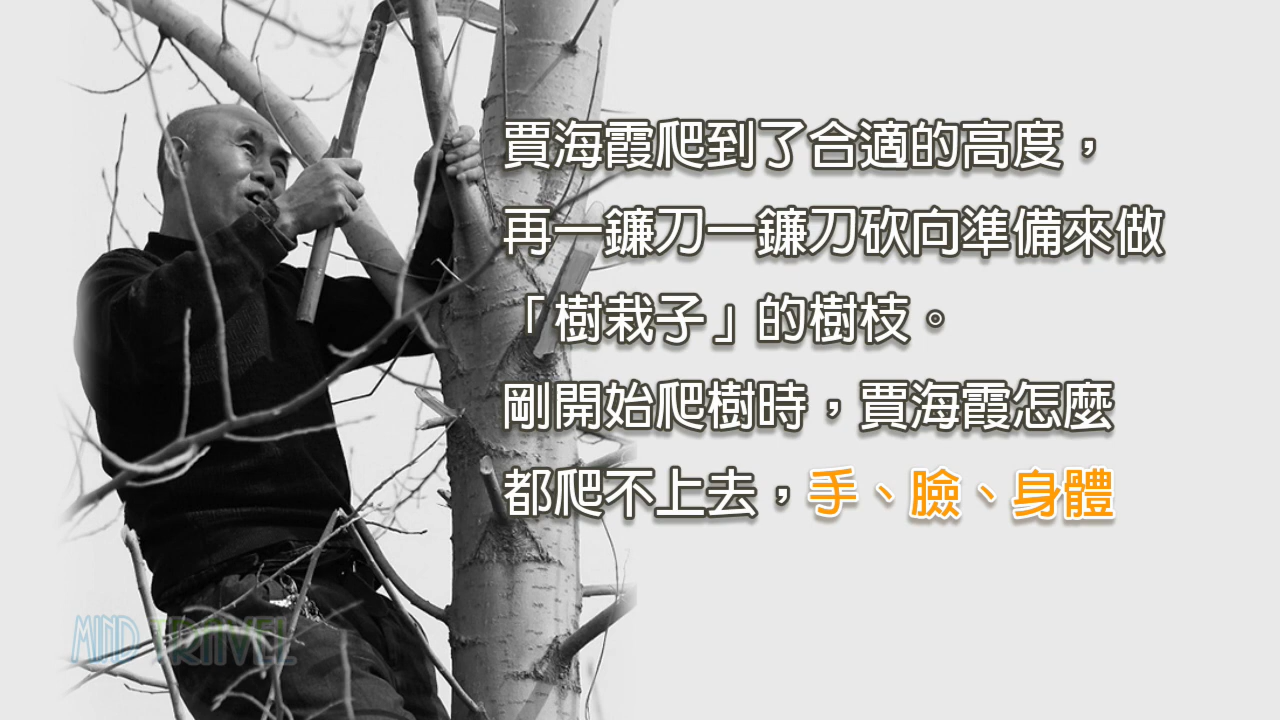 賈海霞爬到了合適的高度，
再一鐮刀一鐮刀砍向準備來做
「樹栽子」的樹枝。
剛開始爬樹時，賈海霞怎麼
都爬不上去，手、臉、身體
MIND TRAVEL